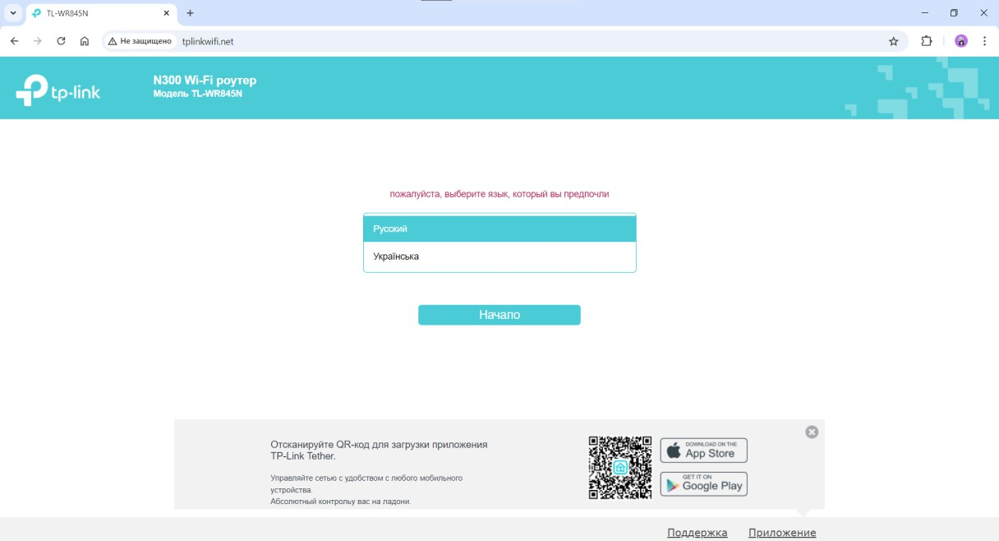 TL-WR845N
Не защищено
tplinkwifi.net
tp-link
N300 Wi-Fi роутер
Модель TL-WR845N
пожалуйста, выберите язык, который вы предпочли
Русский
Українська
Начало
Отсканируйте QR-код для загрузки приложения
TP-Link Tether.
Управляйте сетью с удобством с любого мобильного
устройства.
Абсолютный контрольу вас на ладони.
DOWNLOAD ON THE
App Store
GET IT ON
Google Play
Поддержка
Приложение